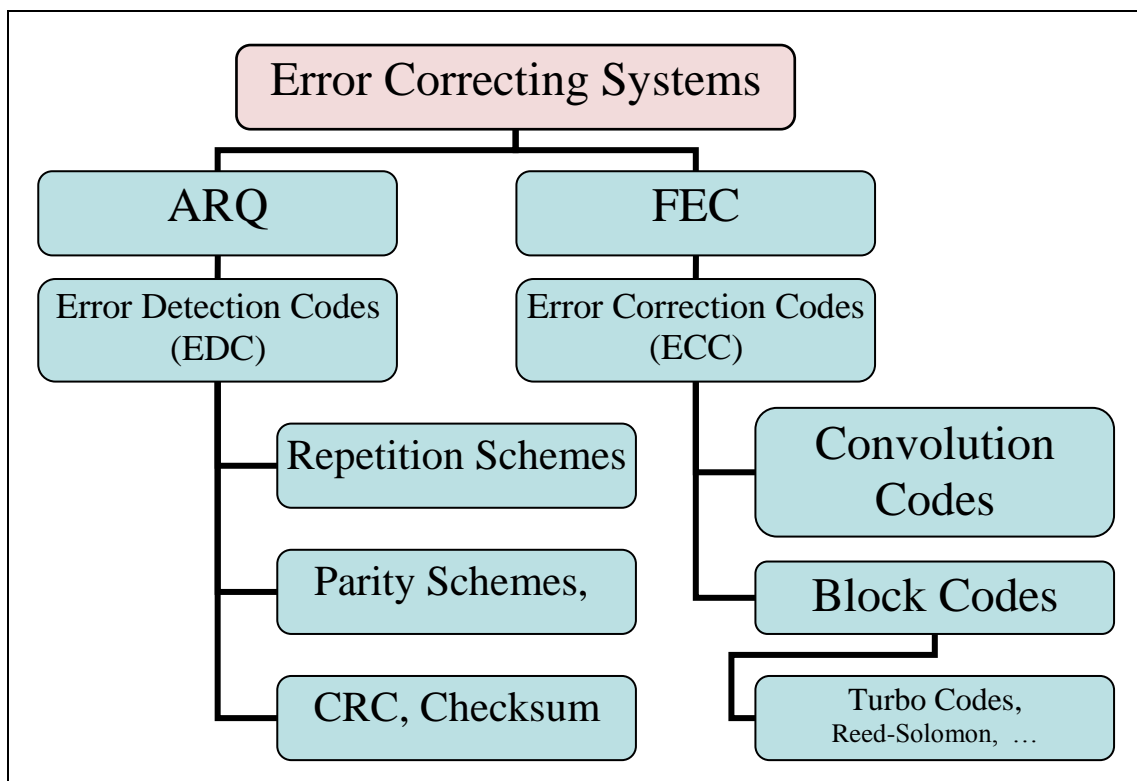 Error Correcting Systems
ARQ
FEC
Error Detection Codes
(EDC)
Error Correction Codes
(ECC)
Repetition Schemes
Parity Schemes,
CRC, Checksum
Convolution
Codes
Block Codes
Turbo Codes,
Reed-Solomon, …